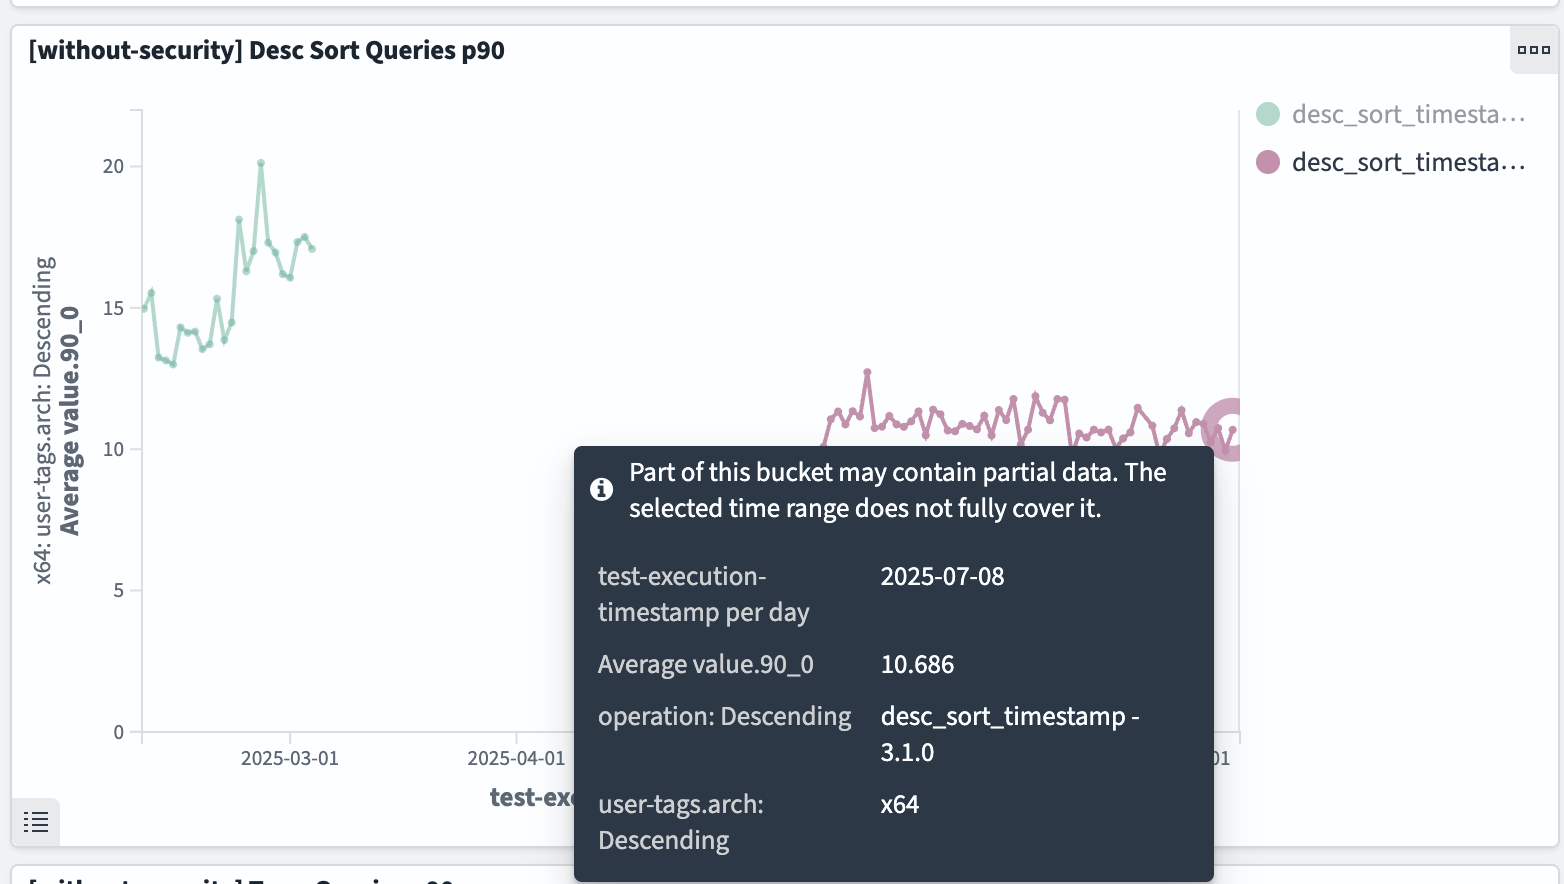 [without-security] Desc Sort Queries p90
desc_sort_timesta...
desc_sort_timesta...
x64: user-tags.arch: Descending
Average value.90_0
20
15
10
5
0
2025-03-01
2025-04-01
01
test-exe
Part of this bucket may contain partial data. The
selected time range does not fully cover it.
test-execution-
timestamp per day
2025-07-08
Average value.90_0
10.686
operation: Descending
desc_sort_timestamp -
3.1.0
user-tags.arch:
Descending
x64